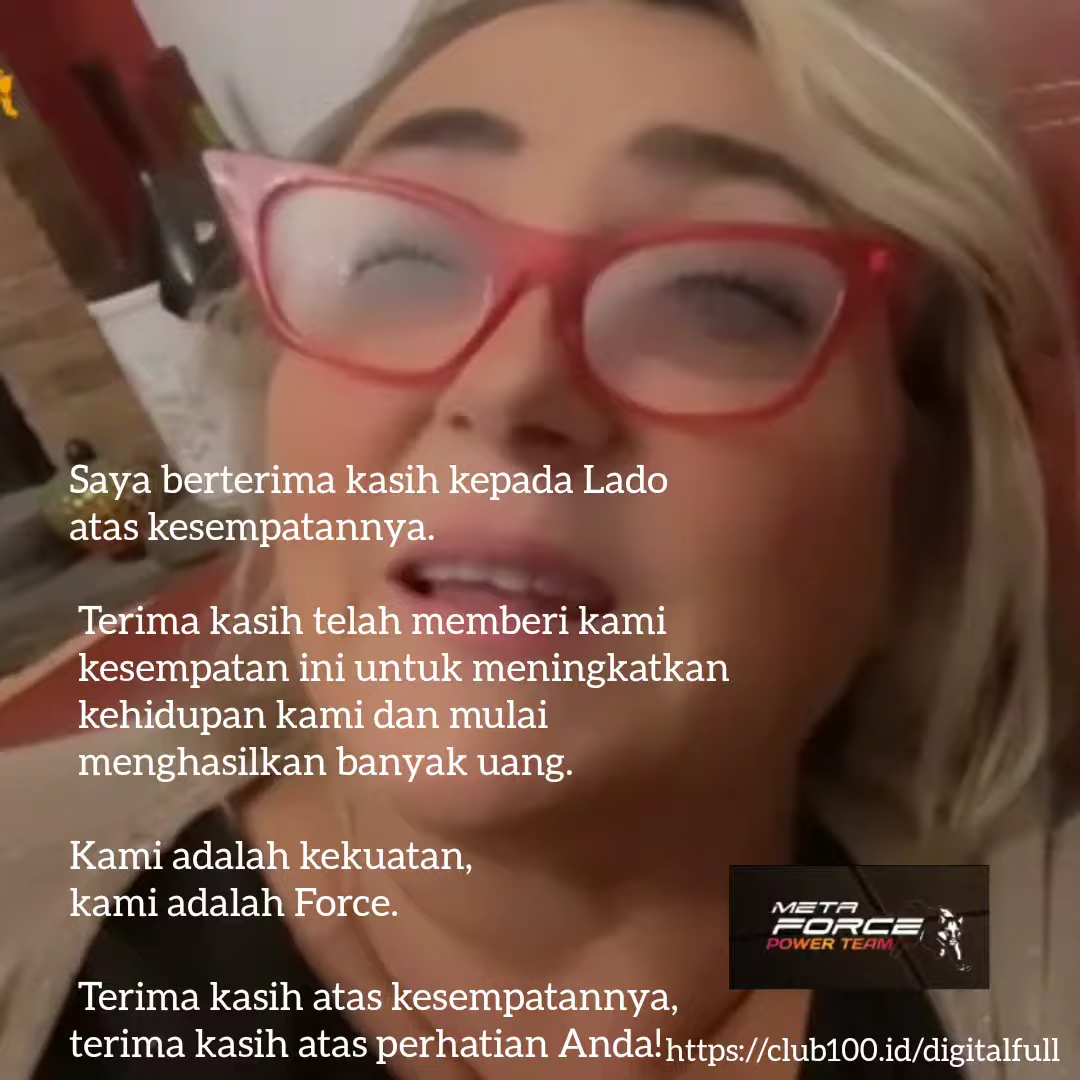 Saya berterima kasih kepada Lado
atas kesempatannya.
Terima kasih telah memberi kami
kesempatan ini untuk meningkatkan
kehidupan kami dan mulai
menghasilkan banyak uang.
Kami adalah kekuatan,
kami adalah Force.
META
FORCE
POWER TEAM
Terima kasih atas kesempatannya,
terima kasih atas perhatian Anda!
https://club100.id/digitalfull